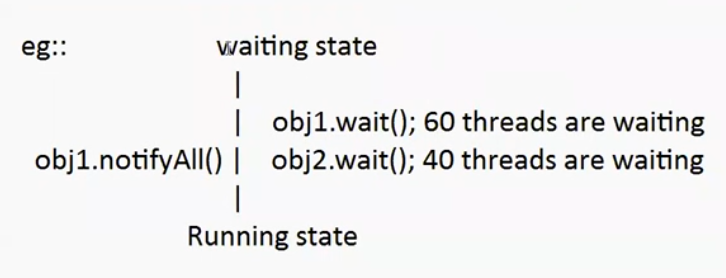 eg:: waiting state
|
| obj1.wait(); 60 threads are waiting
obj1.notifyAll() | obj2.wait(); 40 threads are waiting
|
Running state